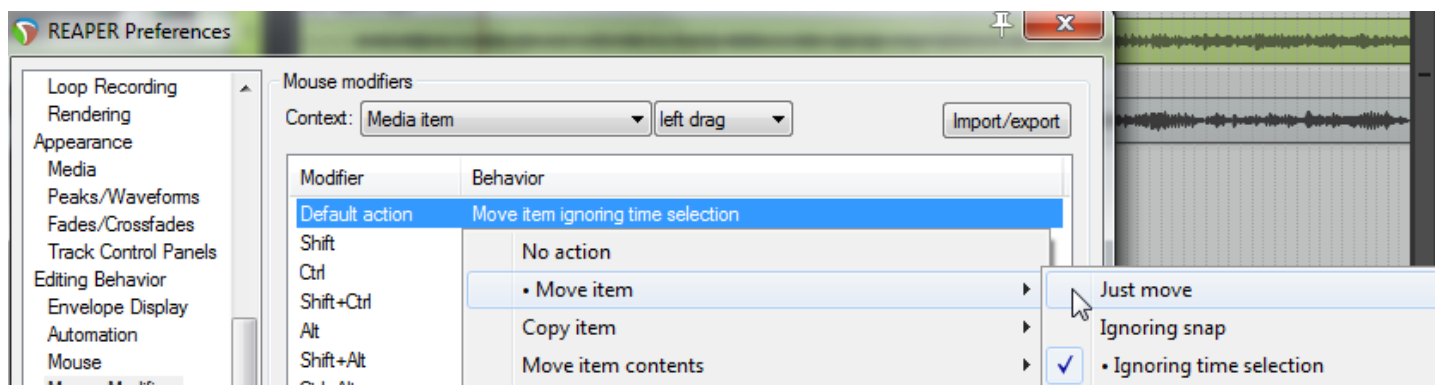 REAPER Preferences
Loop Recording
Rendering
Appearance
Media
Peaks/Waveforms
Fades/Crossfades
Track Control Panels
Editing Behavior
Envelope Display
Automation
Mouse
Mouse modifiers
Context: Media item left drag Import/export
Modifier Behavior
Default action Move item ignoring time selection
Shift
Ctrl
Shift+Ctrl
Alt
Shift+Alt
No action
• Move item
Copy item
Move item contents
Just move
Ignoring snap
✓ • Ignoring time selection